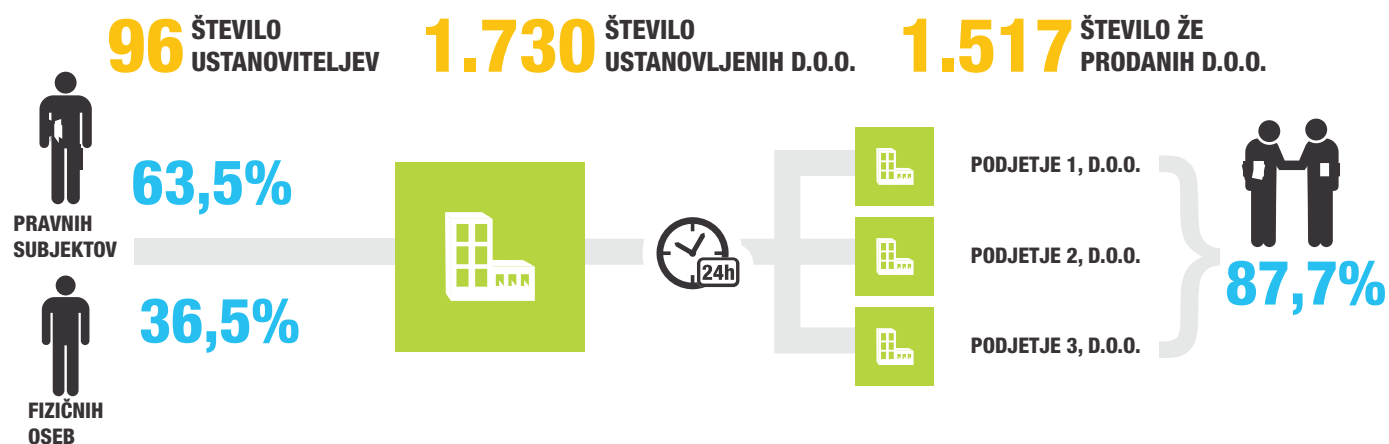 96 ŠTEVILO
USTANOVITELJEV
1.730 ŠTEVILO
USTANOVLJENIH D.O.O.
1.517 ŠTEVILO ŽE
PRODANIH D.O.O.
63,5%
PRAVNIH
SUBJEKTOV
36,5%
FIZIČNIH
OSEB
24h
PODJETJE 1, D.O.O.
PODJETJE 2, D.O.O.
PODJETJE 3, D.O.O.
87,7%